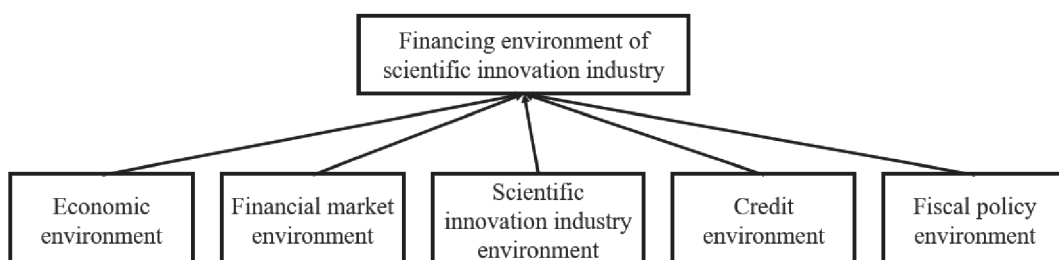 Financing environment of
scientific innovation industry
Economic
environment
Financial market
environment
Scientific
innovation industry
environment
Credit
environment
Fiscal policy
environment